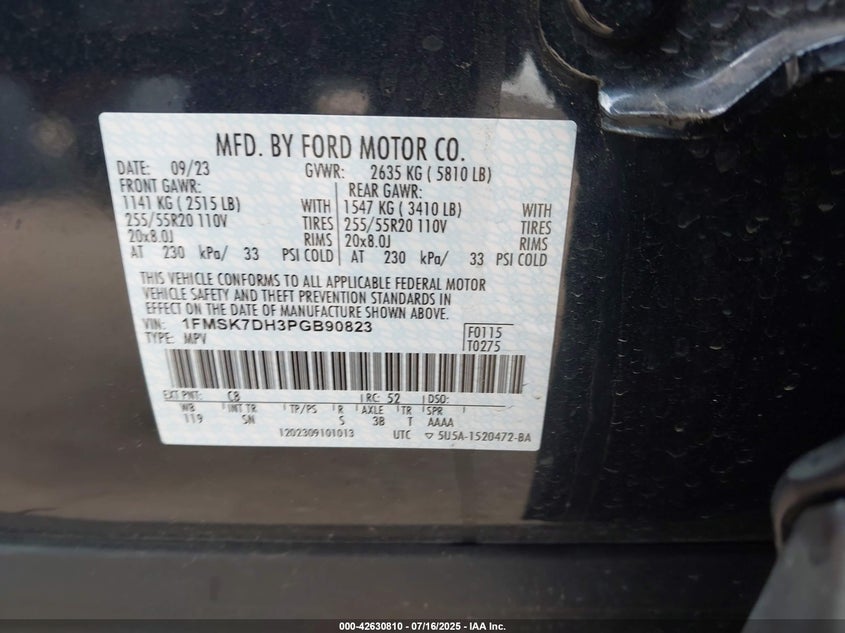 MFD. BY FORD MOTOR CO.
DATE: 09/23 GVWR: 2635 KG ( 5810 LB)
FRONT GAWR: REAR GAWR:
1141 KG ( 2515 LB) WITH 1547 KG ( 3410 LB) WITH
255/55R20 110V TIRES 255/55R20 110V TIRES
20x8.0J RIMS 20x8.0J RIMS
AT 230 kPa/ 33 PSI COLD AT 230 kPa/ 33 PSI COLD
THIS VEHICLE CONFORMS TO ALL APPLICABLE FEDERAL MOTOR
VEHICLE SAFETY AND THEFT PREVENTION STANDARDS IN
EFFECT ON THE DATE OF MANUFACTURE SHOWN ABOVE.
VIN: 1FMSK7DH3PGB90823 F0115
TYPE: MPV T0275
EXT PNT: C8 RC: 52 DSO:
WB INT TR TP/PS R AXLE TR SPR
119 SN S 3B T AAAA
1202309101013 UTC ▽ 5U5A-1520472-BA
000-42630810 - 07/16/2025 - IAA Inc.